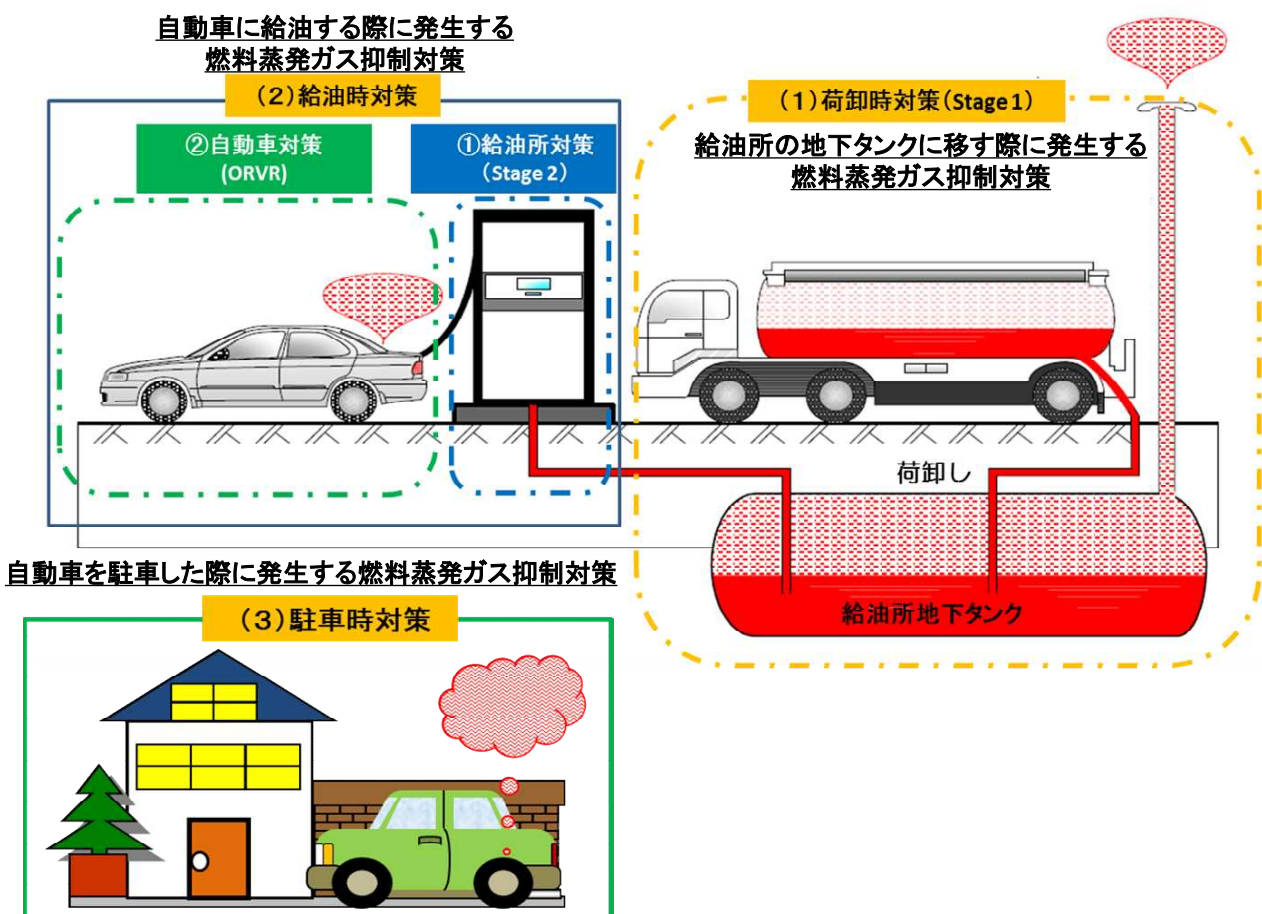 自動車に給油する際に発生する
燃料蒸発ガス抑制対策
(2)給油時対策
②自動車対策
(ORVR)
①給油所対策
(Stage 2)
(1)荷卸時対策(Stage 1)
給油所の地下タンクに移す際に発生する
燃料蒸発ガス抑制対策
荷卸し
給油所地下タンク
自動車を駐車した際に発生する燃料蒸発ガス抑制対策
(3)駐車時対策